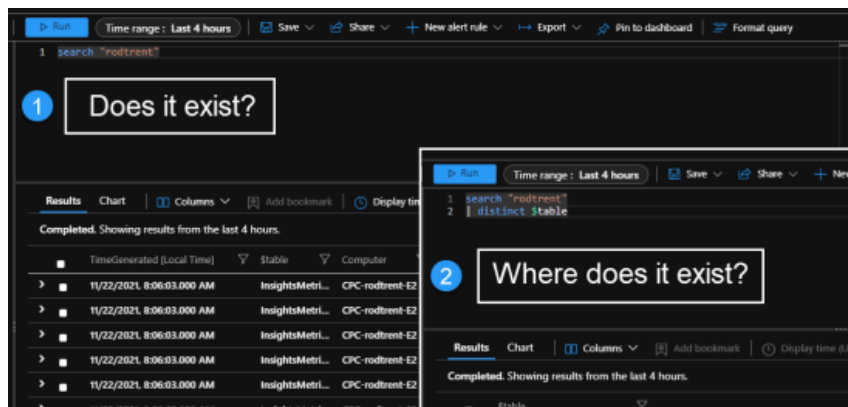 Run Time range : Last 4 hours Save Share New alert rule Export Pin to dashboard Format query
1 search "rodtrent"
1 Does it exist?
Results Chart Columns Add bookmark Display tim
Completed. Showing results from the last 4 hours.
TimeGenerated [Local Time] $table Computer
11/22/2021, 8:06:03.000 AM InsightsMetri... CPC-rodtrent-E2
11/22/2021, 8:06:03.000 AM InsightsMetri... CPC-rodtrent-E2
11/22/2021, 8:06:03.000 AM InsightsMetri... CPC-rodtrent-E2
11/22/2021, 8:06:03.000 AM InsightsMetri... CPC-rodtrent-E2
11/22/2021, 8:06:03.000 AM InsightsMetri... CPC-rodtrent-E2
Run Time range : Last 4 hours Save Share Nev
1 search "rodtrent"
2 | distinct $table
2 Where does it exist?
Results Chart Columns Add bookmark Display time (U
Completed. Showing results from the last 4 hours.
$table